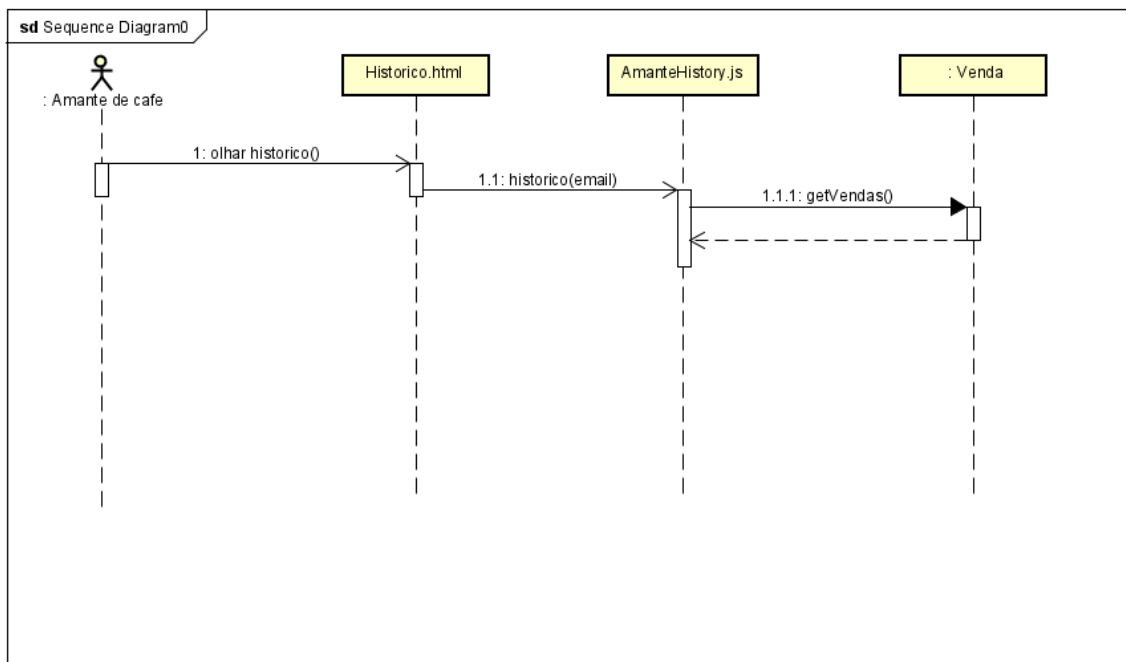 sd Sequence Diagram0
: Amante de cafe
Historico.html
AmanteHistory.js
: Venda
1: olhar historico()
1.1: historico(email)
1.1.1: getVendas()